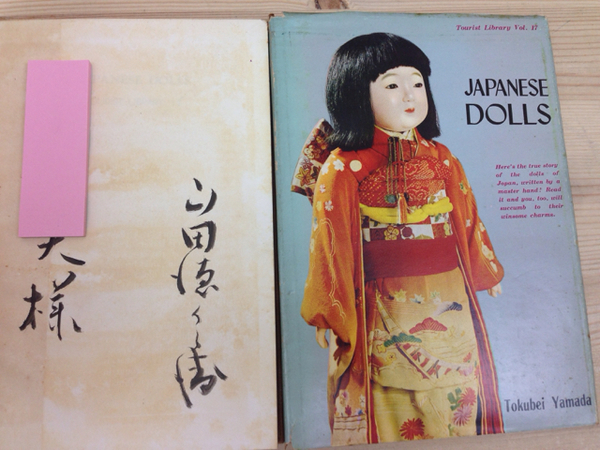 山田徳兵衛
様
Tourist Library Vol. 17
JAPANESE
DOLLS
Here's the true story
of the dolls of
Japan, written by a
master hand! Read
it and you, too, will
succumb to their
winsome charms.
Tokubei Yamada